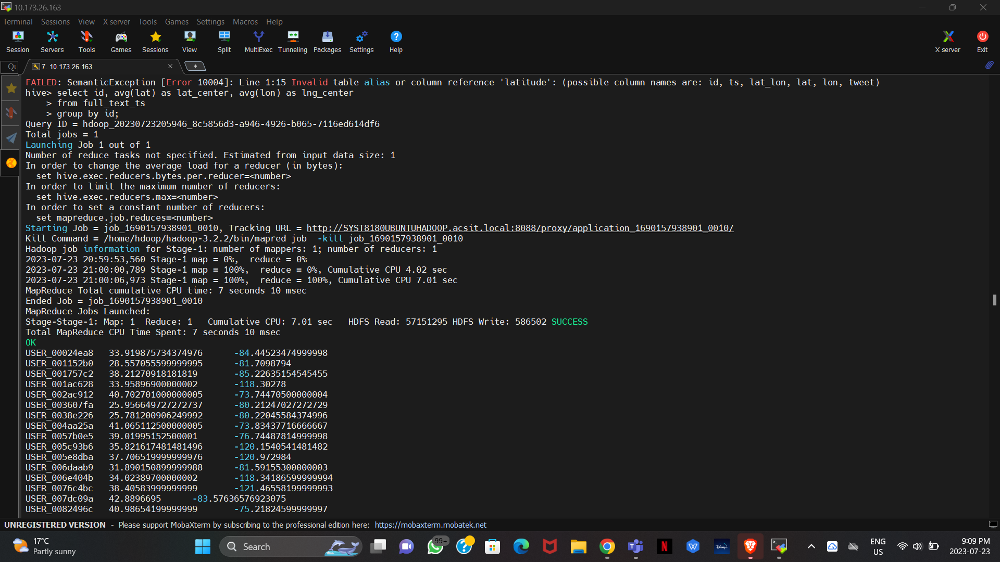 10.173.26.163
Terminal Sessions View X server Tools Games Settings Macros Help
Session Servers Tools Games Sessions View Split MultiExec Tunneling Packages Settings Help X server Exit
7. 10.173.26.163
FAILED: SemanticException [Error 10004]: Line 1:15 Invalid table alias or column reference 'latitude': (possible column names are: id, ts, lat_lon, lat, lon, tweet)
hive> select id, avg(lat) as lat_center, avg(lon) as lng_center
    > from full_text_ts
    > group by id;
Query ID = hdoop_20230723205946_8c5856d3-a946-4926-b065-7116ed614df6
Total jobs = 1
Launching Job 1 out of 1
Number of reduce tasks not specified. Estimated from input data size: 1
In order to change the average load for a reducer (in bytes):
  set hive.exec.reducers.bytes.per.reducer=<number>
In order to limit the maximum number of reducers:
  set hive.exec.reducers.max=<number>
In order to set a constant number of reducers:
  set mapreduce.job.reduces=<number>
Starting Job = job_1690157938901_0010, Tracking URL = http://SYST8180UBUNTUHADOOP.acsit.local:8088/proxy/application_1690157938901_0010/
Kill Command = /home/hdoop/hadoop-3.2.2/bin/mapred job  -kill job_1690157938901_0010
Hadoop job information for Stage-1: number of mappers: 1; number of reducers: 1
2023-07-23 20:59:53,560 Stage-1 map = 0%,  reduce = 0%
2023-07-23 21:00:00,789 Stage-1 map = 100%,  reduce = 0%, Cumulative CPU 4.02 sec
2023-07-23 21:00:06,973 Stage-1 map = 100%,  reduce = 100%, Cumulative CPU 7.01 sec
MapReduce Total cumulative CPU time: 7 seconds 10 msec
Ended Job = job_1690157938901_0010
MapReduce Jobs Launched:
Stage-Stage-1: Map: 1  Reduce: 1   Cumulative CPU: 7.01 sec   HDFS Read: 57151295 HDFS Write: 586502 SUCCESS
Total MapReduce CPU Time Spent: 7 seconds 10 msec
OK
USER_00024ea8   33.919875734374976      -84.44523474999998
USER_001152b0   28.557055599999995      -81.7098794
USER_001757c2   38.21270918181819       -85.22635154545455
USER_001ac628   33.95896900000002       -118.30278
USER_002ac912   40.702701000000005      -73.74470500000004
USER_003607fa   25.956649727272737      -80.21247027272729
USER_0038e226   25.781200906249992      -80.22045584374996
USER_004aa25a   41.065112500000005      -73.83437716666667
USER_0057b0e5   39.01995152500001       -76.74487814999998
USER_005c93b6   35.821617481481496      -120.1540541481482
USER_005e8dba   37.706519999999976      -120.972984
USER_006daab9   31.890150899999988      -81.59155300000003
USER_006e404b   34.02389700000002       -118.34186599999994
USER_0076c4bc   38.40583999999999       -121.46558199999993
USER_007dc09a   42.8896695      -83.57636576923075
USER_0082496c   40.98654199999999       -75.21824599999997
UNREGISTERED VERSION - Please support MobaXterm by subscribing to the professional edition here: https://mobaxterm.mobatek.net
17°C
Partly sunny
Search
99+
Disney+
ENG
US
9:09 PM
2023-07-23